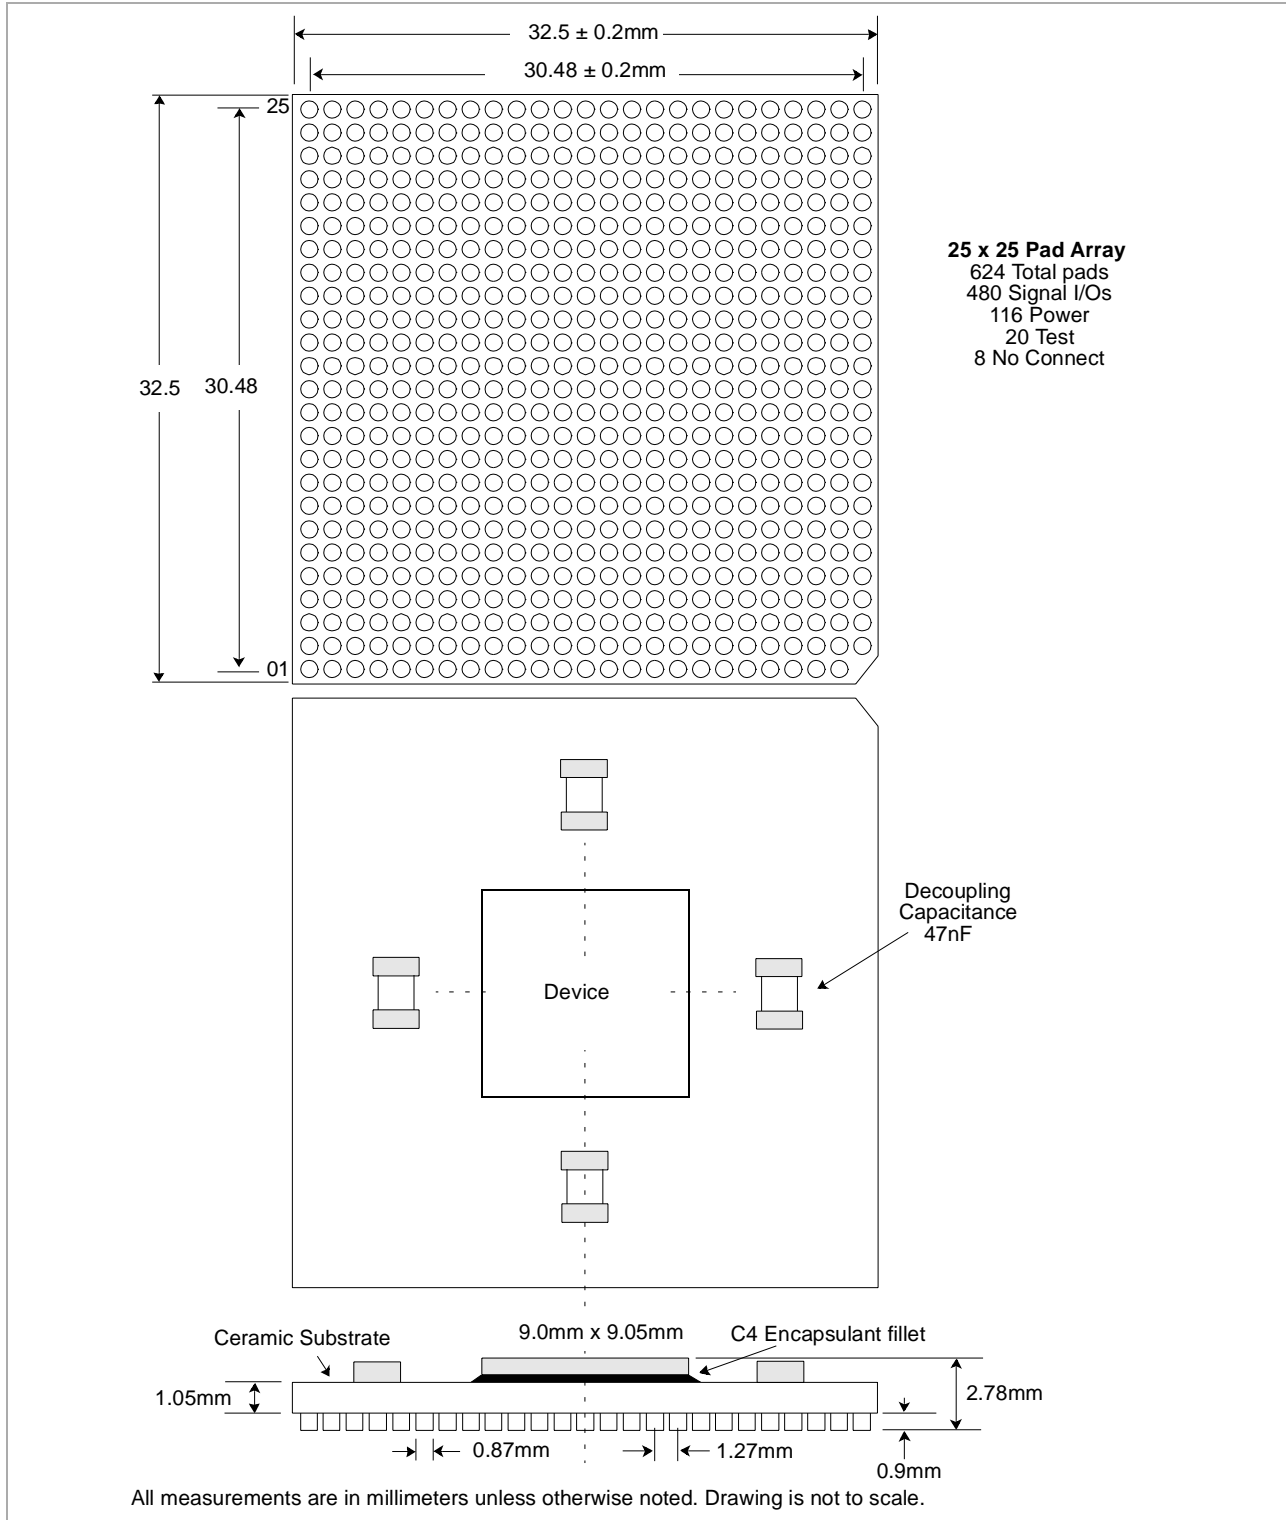 32.5 ± 0.2mm
30.48 ± 0.2mm
25
25 x 25 Pad Array
624 Total pads
480 Signal I/Os
116 Power
20 Test
8 No Connect
32.5
30.48
01
Decoupling
Capacitance
47nF
Device
Ceramic Substrate
9.0mm x 9.05mm
C4 Encapsulant fillet
1.05mm
2.78mm
0.87mm
1.27mm
0.9mm
All measurements are in millimeters unless otherwise noted. Drawing is not to scale.